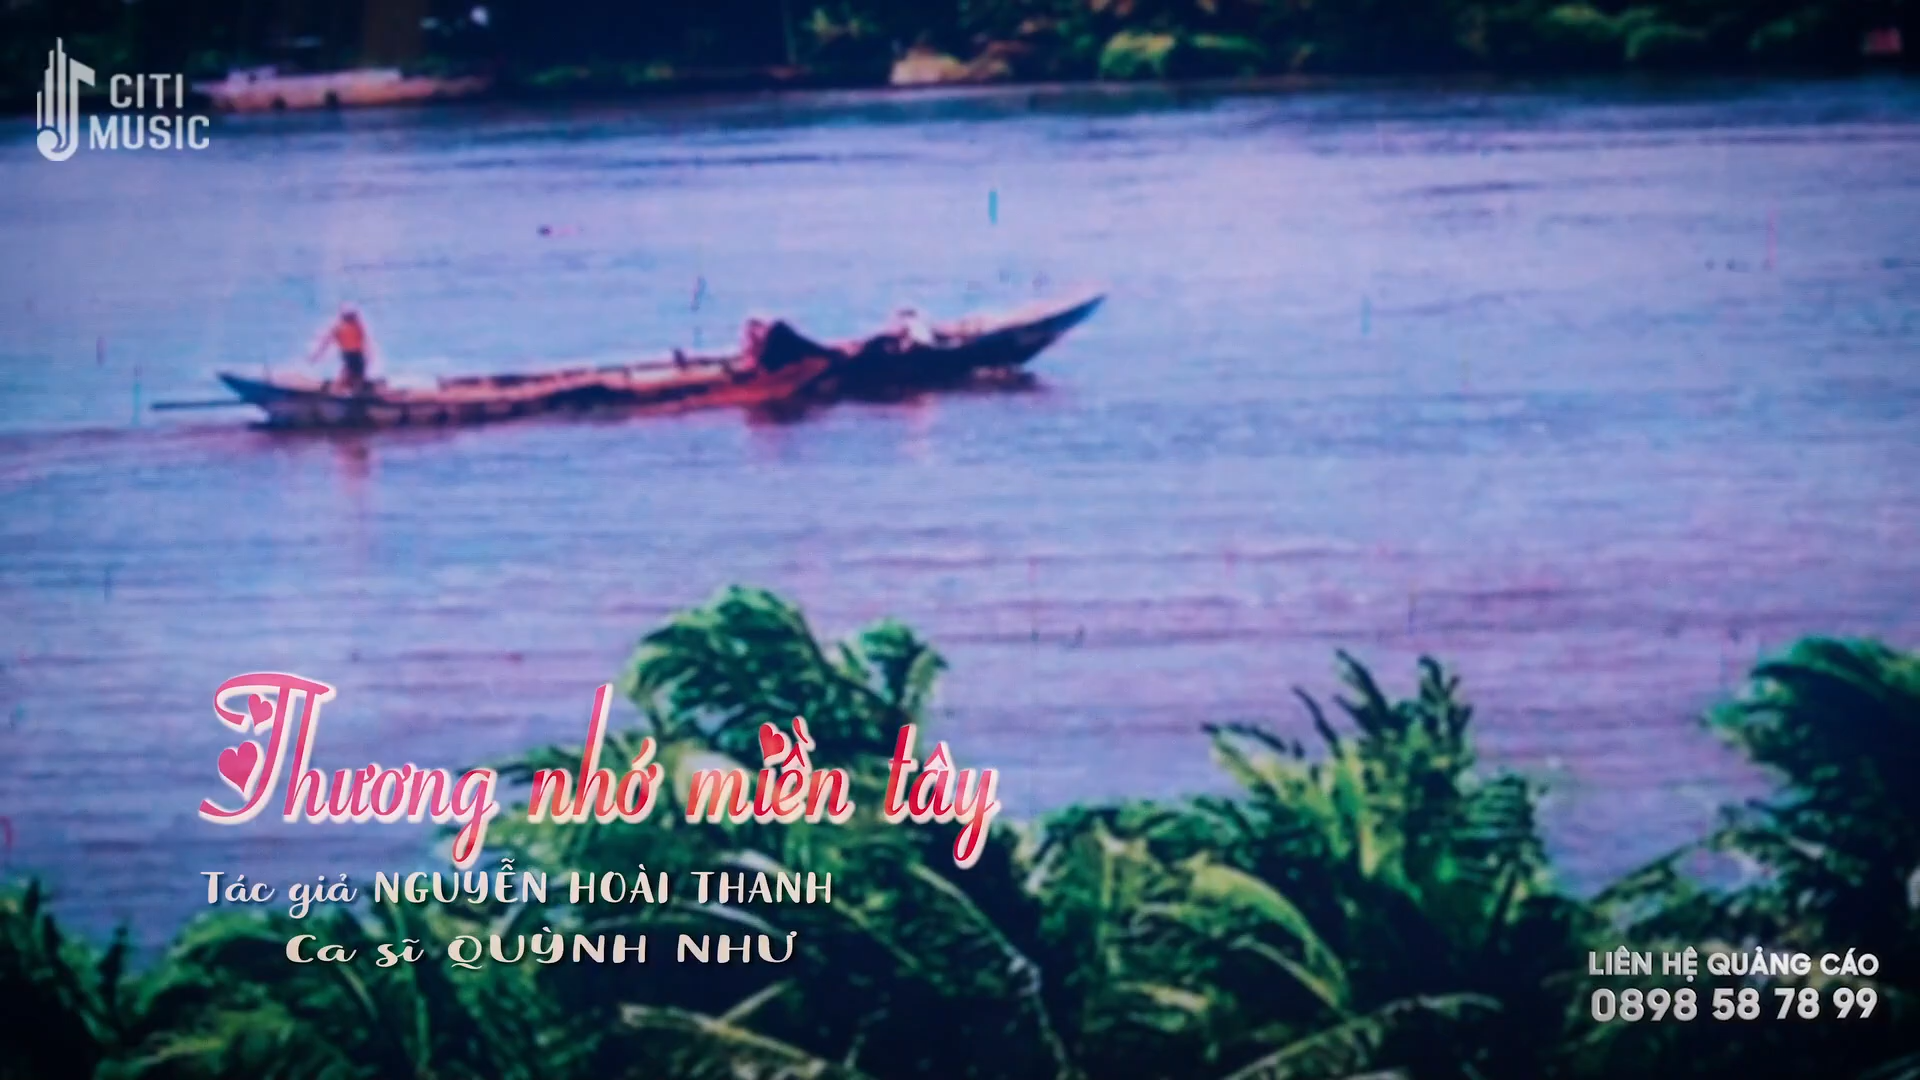 CITI
MUSIC
Thương nhớ miền tây
Tác giả NGUYỄN HOÀI THANH
Ca sĩ QUỲNH NHƯ
LIÊN HỆ QUẢNG CÁO
0898 58 78 99